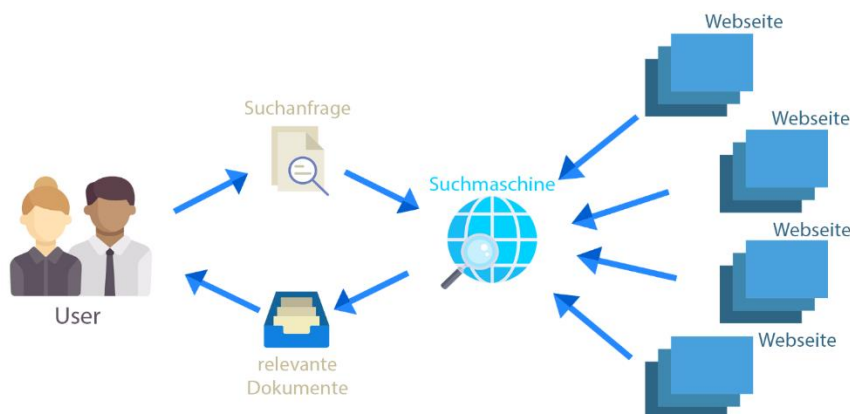 Webseite
Suchanfrage
Webseite
Suchmaschine
Webseite
User
Webseite
relevante
Dokumente